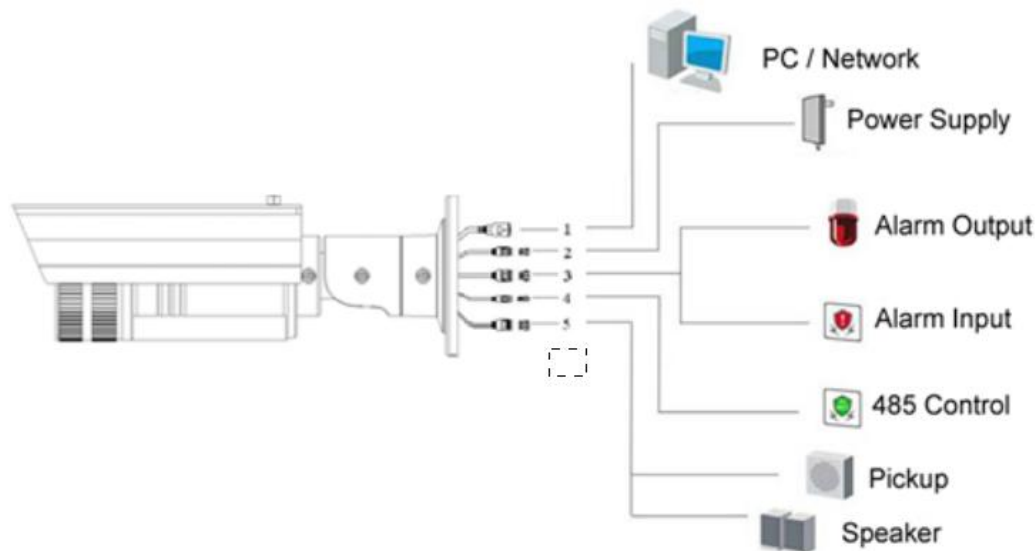 PC / Network
Power Supply
1
2
Alarm Output
3
4
5
Alarm Input
485 Control
Pickup
Speaker